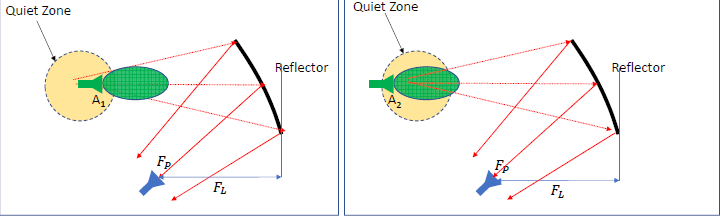 Quiet Zone
Reflector
A1
FP
FL
Quiet Zone
Reflector
A2
FP
FL